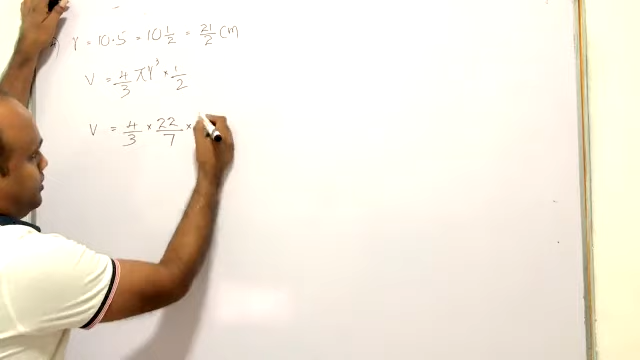 r = 10.5 = 10 1/2 = 21/2 cm
V = 4/3 πr³ × 1/2
V = 4/3 × 22/7 ×